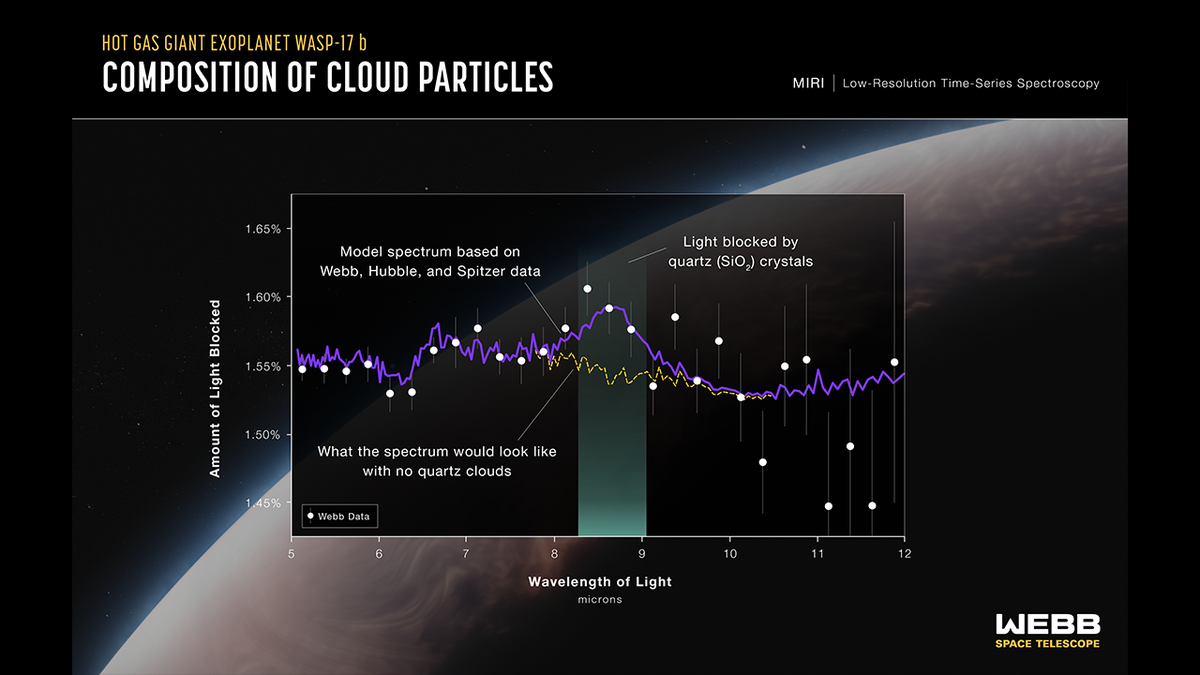 HOT GAS GIANT EXOPLANET WASP-17 b
COMPOSITION OF CLOUD PARTICLES
MIRI | Low-Resolution Time-Series Spectroscopy
Model spectrum based on
Webb, Hubble, and Spitzer data
Light blocked by
quartz (SiO₂) crystals
What the spectrum would look like
with no quartz clouds
Amount of Light Blocked
1.65%
1.60%
1.55%
1.50%
1.45%
Webb Data
5 6 7 8 9 10 11 12
Wavelength of Light
microns
WEBB
SPACE TELESCOPE